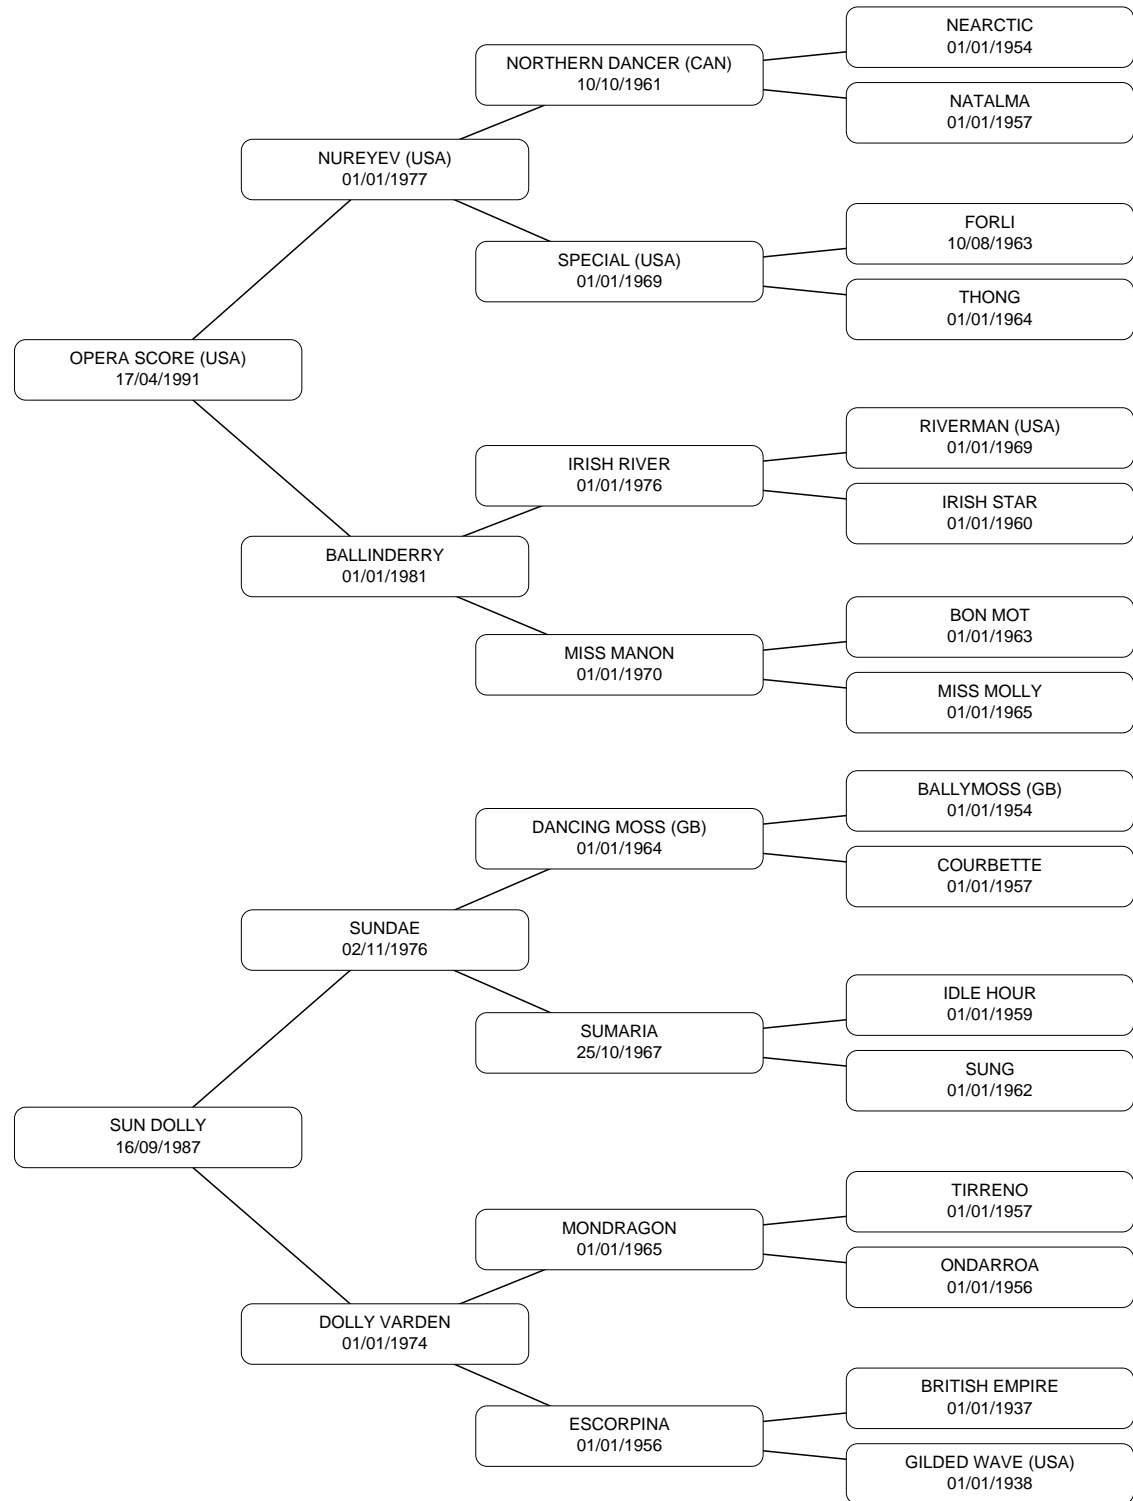 NEARCTIC
01/01/1954
NORTHERN DANCER (CAN)
10/10/1961
NATALMA
01/01/1957
NUREYEV (USA)
01/01/1977
FORLI
10/08/1963
SPECIAL (USA)
01/01/1969
THONG
01/01/1964
OPERA SCORE (USA)
17/04/1991
RIVERMAN (USA)
01/01/1969
IRISH RIVER
01/01/1976
IRISH STAR
01/01/1960
BALLINDERRY
01/01/1981
BON MOT
01/01/1963
MISS MANON
01/01/1970
MISS MOLLY
01/01/1965
BALLYMOSS (GB)
01/01/1954
DANCING MOSS (GB)
01/01/1964
COURBETTE
01/01/1957
SUNDAE
02/11/1976
IDLE HOUR
01/01/1959
SUMARIA
25/10/1967
SUNG
01/01/1962
SUN DOLLY
16/09/1987
TIRRENO
01/01/1957
MONDRAGON
01/01/1965
ONDARROA
01/01/1956
DOLLY VARDEN
01/01/1974
BRITISH EMPIRE
01/01/1937
ESCORPINA
01/01/1956
GILDED WAVE (USA)
01/01/1938